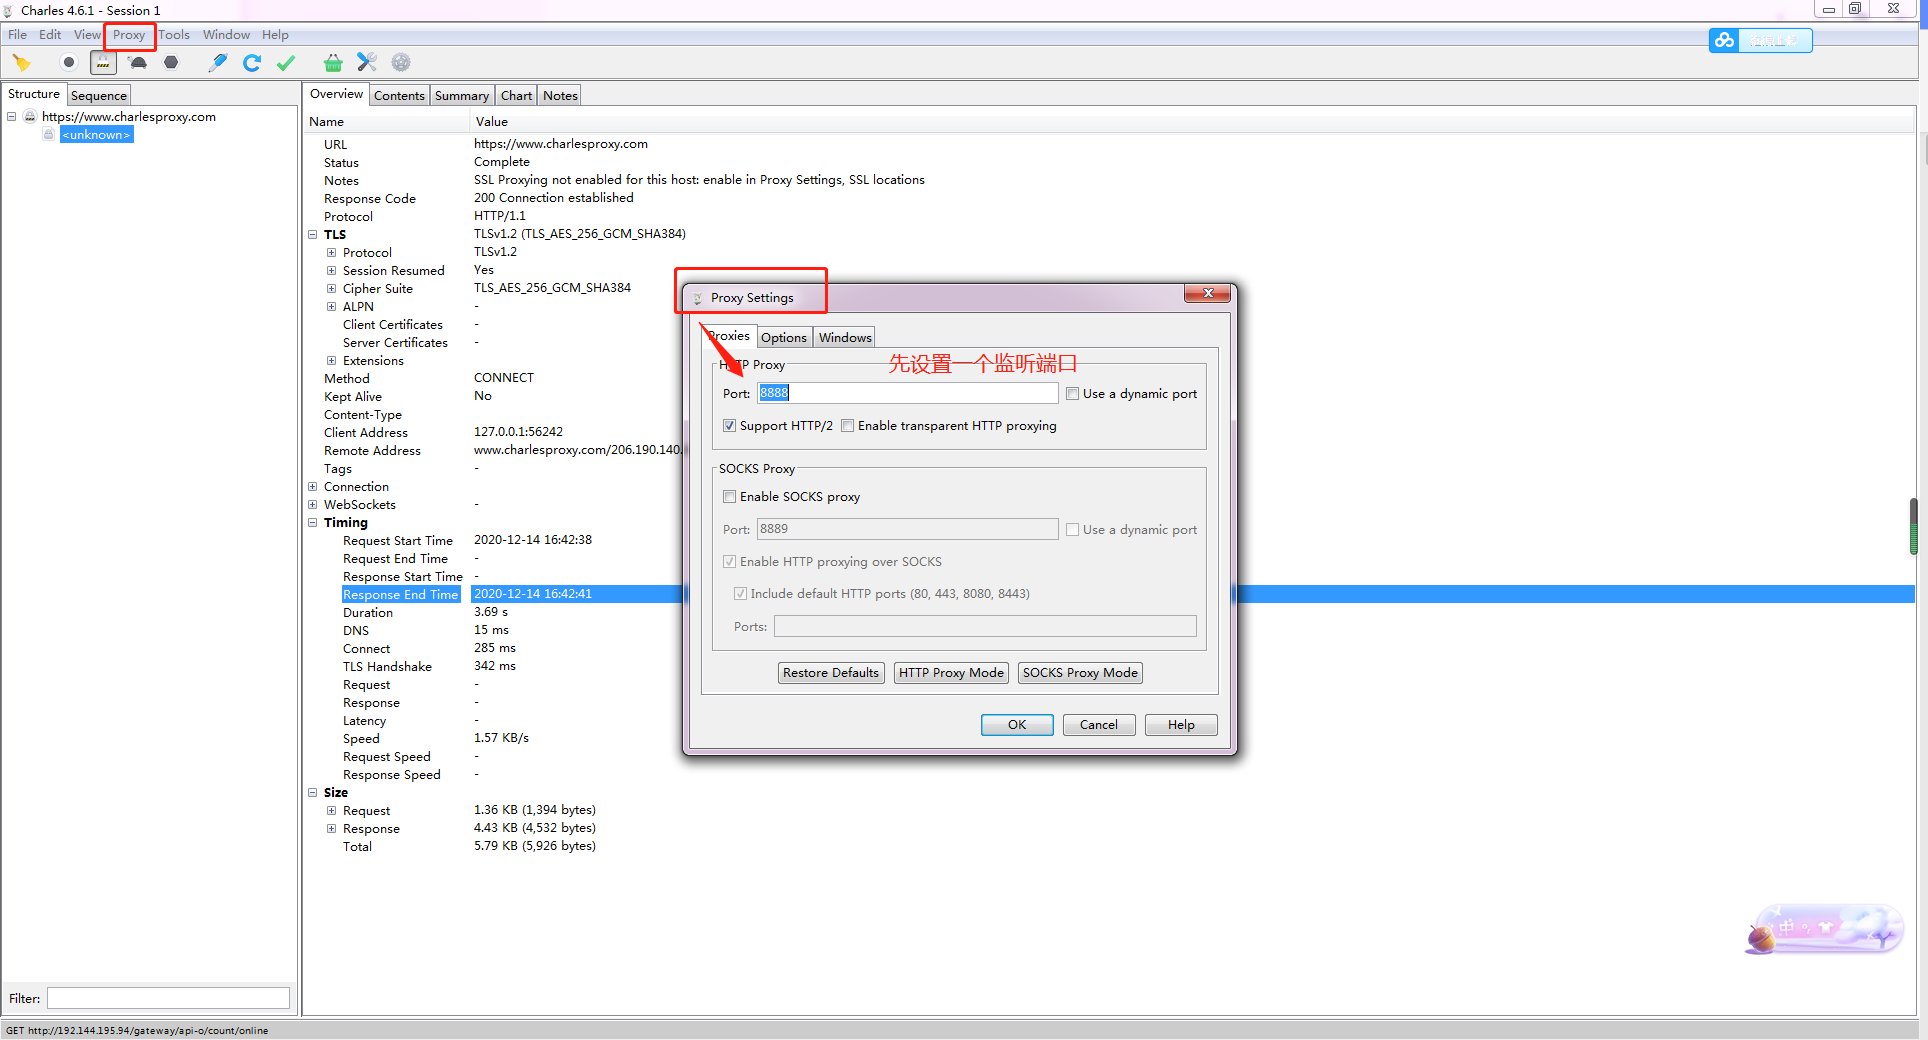 Charles 4.6.1 - Session 1
File Edit View Proxy Tools Window Help
Structure Sequence
https://www.charlesproxy.com
<unknown>
Filter:
Overview Contents Summary Chart Notes
Name Value
URL https://www.charlesproxy.com
Status Complete
Notes SSL Proxying not enabled for this host: enable in Proxy Settings, SSL locations
Response Code 200 Connection established
Protocol HTTP/1.1
TLS TLSv1.2 (TLS_AES_256_GCM_SHA384)
Protocol TLSv1.2
Session Resumed Yes
Cipher Suite TLS_AES_256_GCM_SHA384
ALPN -
Client Certificates -
Server Certificates -
Extensions
Method CONNECT
Kept Alive No
Content-Type
Client Address 127.0.0.1:56242
Remote Address www.charlesproxy.com/206.190.140.
Tags -
Connection
WebSockets -
Timing
Request Start Time 2020-12-14 16:42:38
Request End Time -
Response Start Time -
Response End Time 2020-12-14 16:42:41
Duration 3.69 s
DNS 15 ms
Connect 285 ms
TLS Handshake 342 ms
Request -
Response -
Latency -
Speed 1.57 KB/s
Request Speed -
Response Speed -
Size
Request 1.36 KB (1,394 bytes)
Response 4.43 KB (4,532 bytes)
Total 5.79 KB (5,926 bytes)
Proxy Settings
Proxies Options Windows
HTTP Proxy
先设置一个监听端口
Port: 8888 Use a dynamic port
Support HTTP/2 Enable transparent HTTP proxying
SOCKS Proxy
Enable SOCKS proxy
Port: 8889 Use a dynamic port
Enable HTTP proxying over SOCKS
Include default HTTP ports (80, 443, 8080, 8443)
Ports:
Restore Defaults HTTP Proxy Mode SOCKS Proxy Mode
OK Cancel Help
中
GET http://192.144.195.94/gateway/api-o/count/online